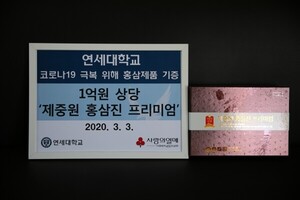 연세대학교
코로나19 극복 위해 홍삼제품 기증
1억원 상당
'제중원 홍삼진 프리미엄'
2020. 3. 3.
연세대학교
사랑의열매